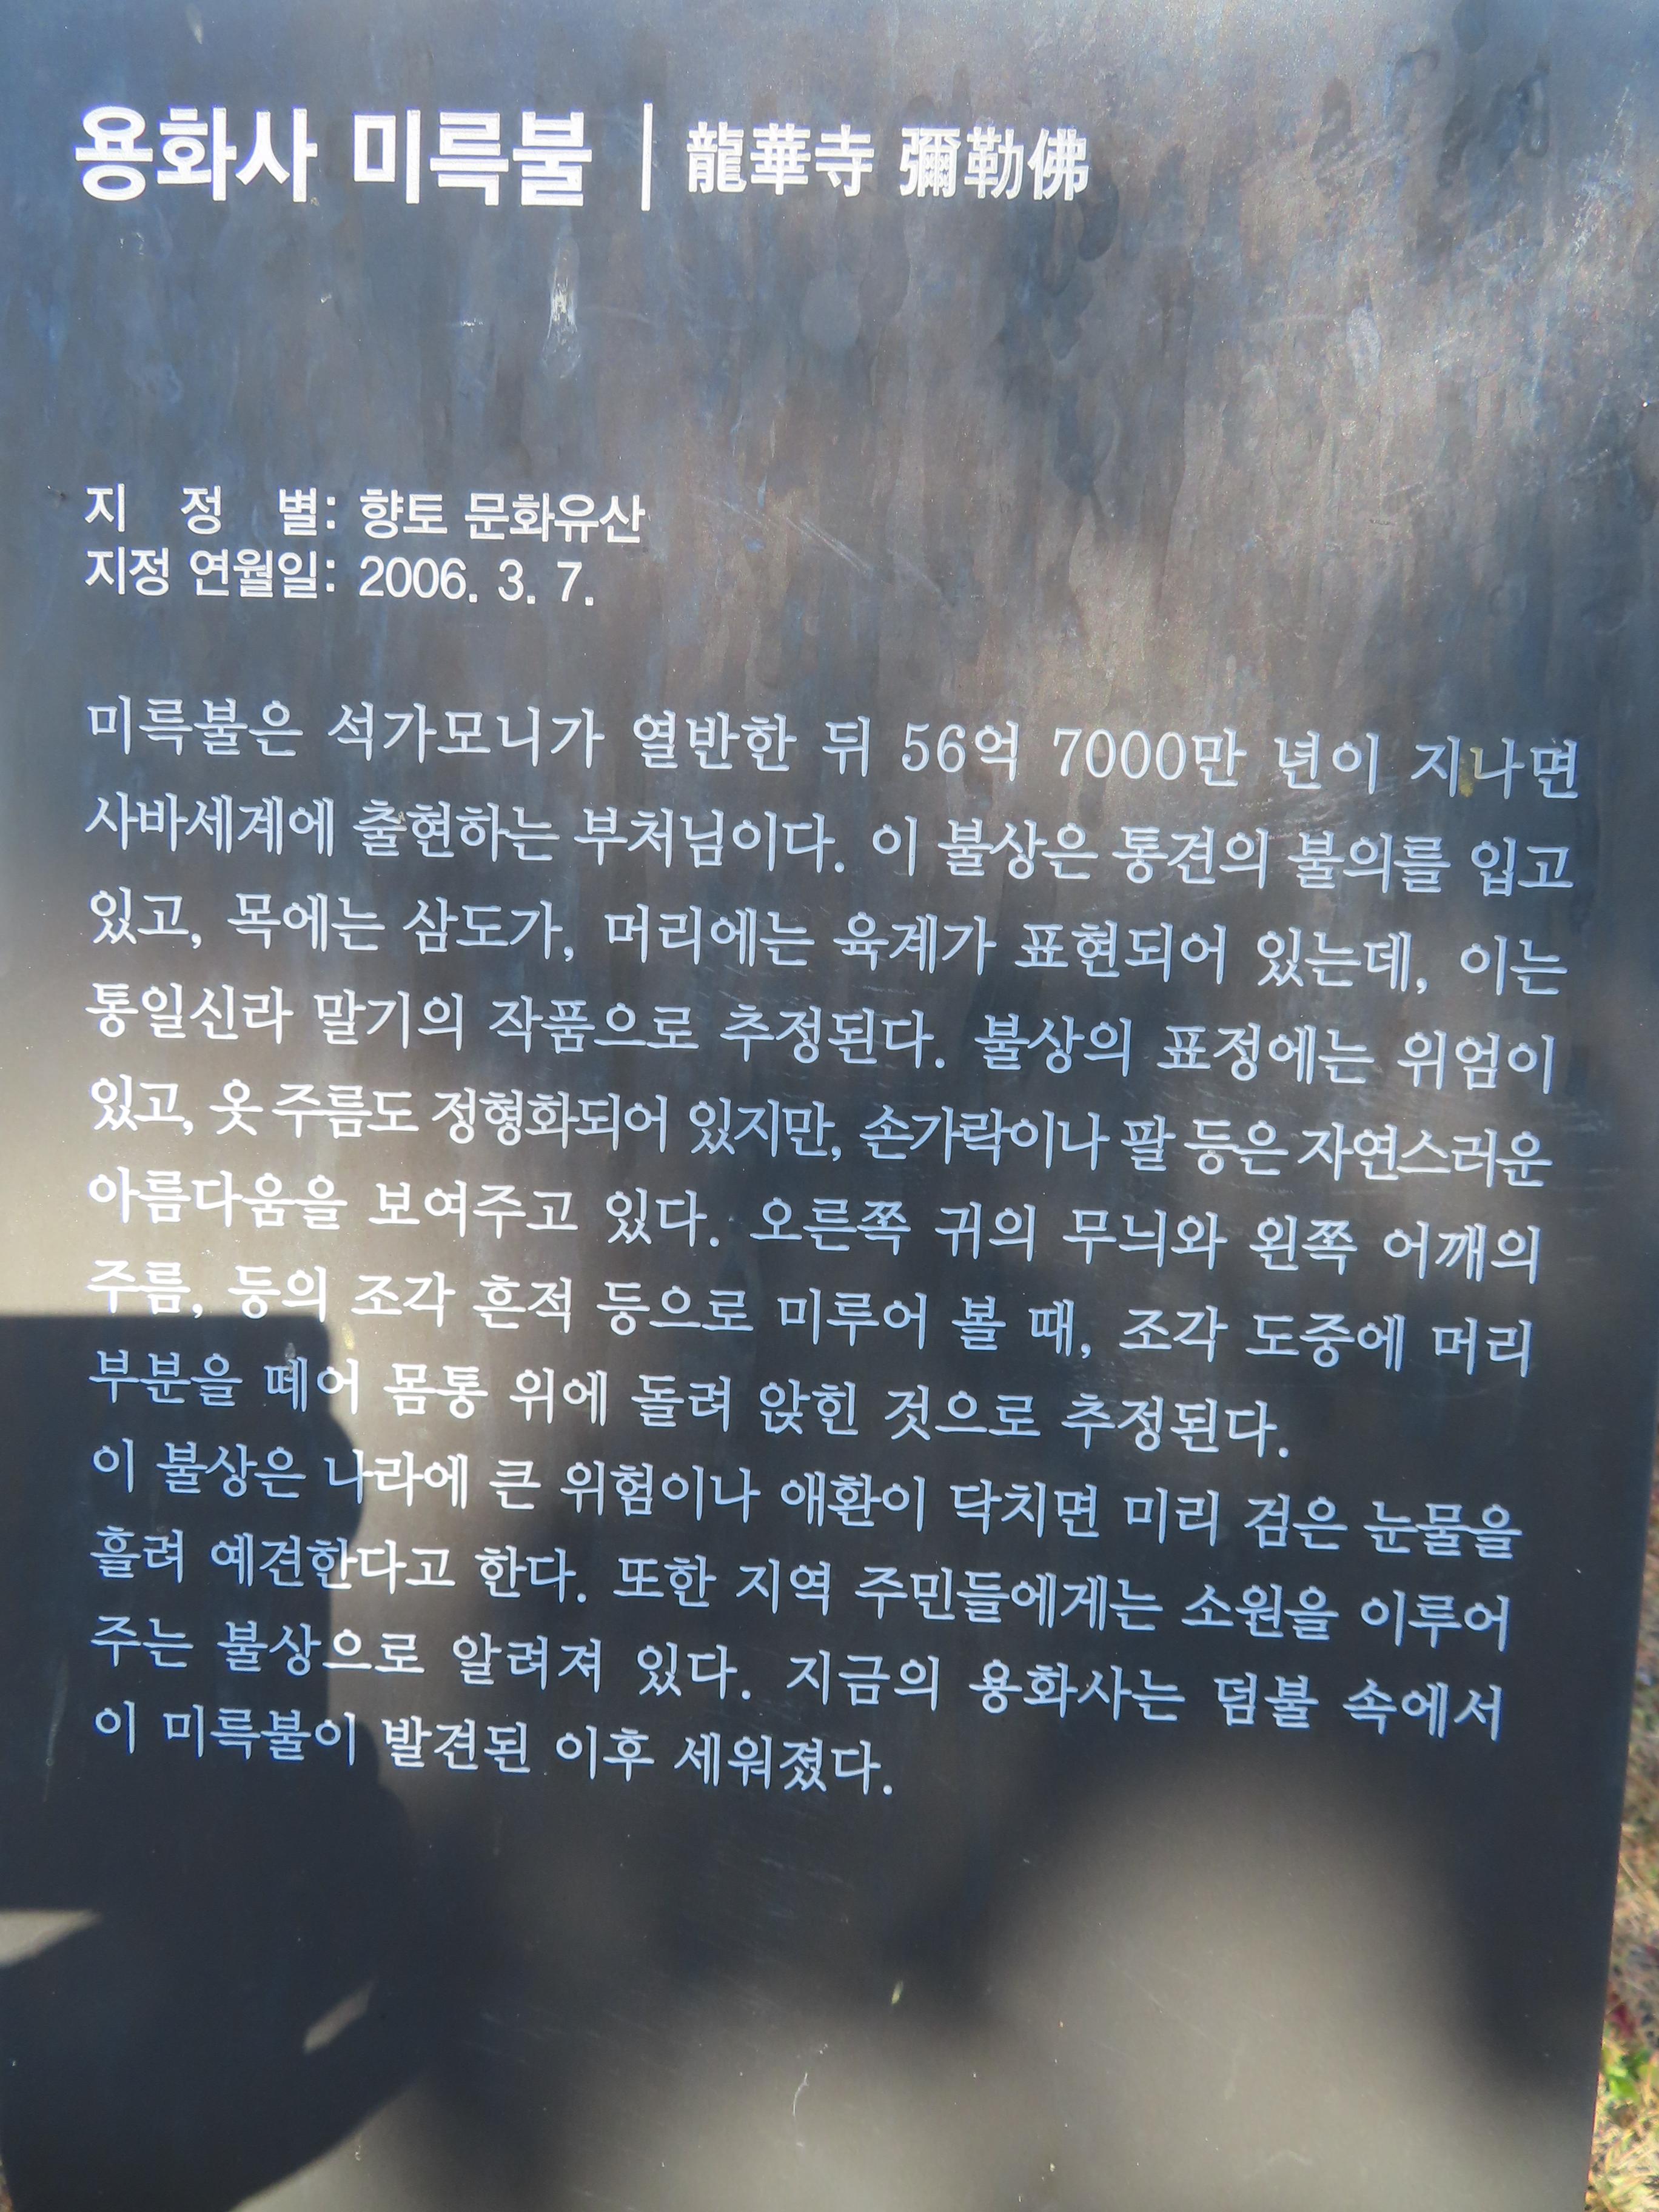 용화사 미륵불 | 龍華寺 彌勒佛
지 정 별: 향토 문화유산
지정 연월일: 2006. 3. 7.
미륵불은 석가모니가 열반한 뒤 56억 7000만 년이 지나면
사바세계에 출현하는 부처님이다. 이 불상은 통견의 불의를 입고
있고, 목에는 삼도가, 머리에는 육계가 표현되어 있는데, 이는
통일신라 말기의 작품으로 추정된다. 불상의 표정에는 위엄이
있고, 옷 주름도 정형화되어 있지만, 손가락이나 팔 등은 자연스러운
아름다움을 보여주고 있다. 오른쪽 귀의 무늬와 왼쪽 어깨의
주름, 등의 조각 흔적 등으로 미루어 볼 때, 조각 도중에 머리
부분을 떼어 몸통 위에 돌려 앉힌 것으로 추정된다.
이 불상은 나라에 큰 위험이나 애환이 닥치면 미리 검은 눈물을
흘려 예견한다고 한다. 또한 지역 주민들에게는 소원을 이루어
주는 불상으로 알려져 있다. 지금의 용화사는 덤불 속에서
이 미륵불이 발견된 이후 세워졌다.